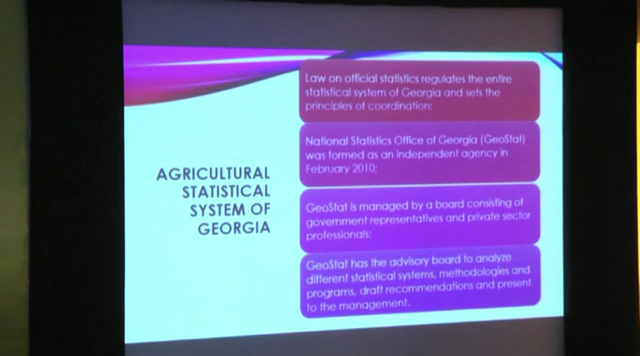 AGRICULTURAL
STATISTICAL
SYSTEM OF
GEORGIA
Law on official statistics regulates the entire
statistical system of Georgia and sets the
principles of coordination;
National Statistics Office of Georgia (GeoStat)
was formed as an independent agency in
February 2010;
GeoStat is managed by a board consisting of
government representatives and private sector
professionals;
GeoStat has the advisory board to analyze
different statistical systems, methodologies and
programs, draft recommendations and present
to the management.